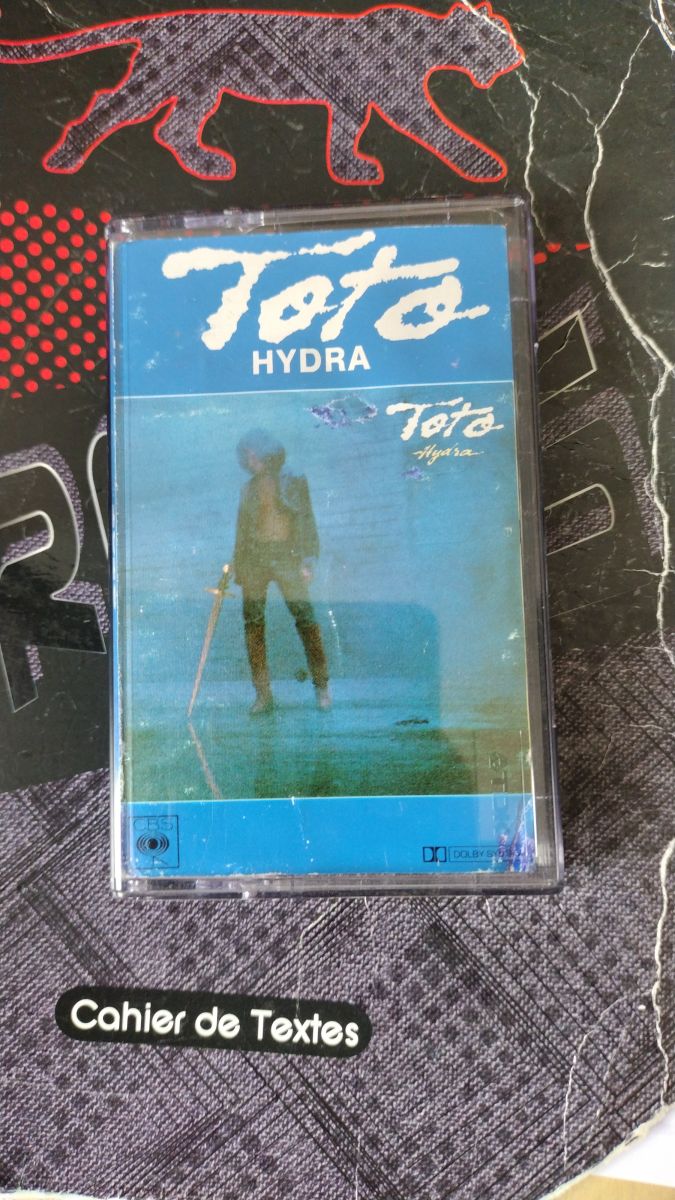 Toto
HYDRA
Toto
Hydra
CBS
DOLBY
Cahier de Textes